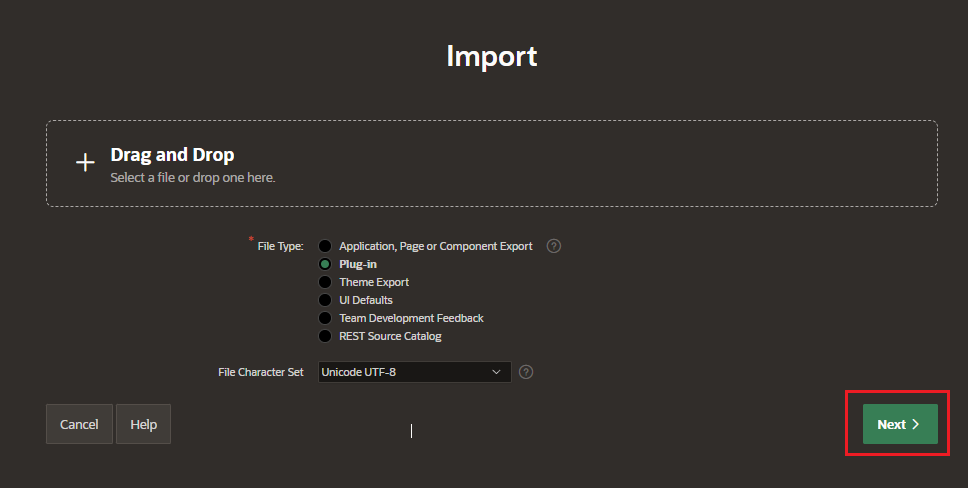 Import
Drag and Drop
Select a file or drop one here.
* File Type:
Application, Page or Component Export ?
Plug-in
Theme Export
UI Defaults
Team Development Feedback
REST Source Catalog
File Character Set Unicode UTF-8 ?
Cancel Help Next